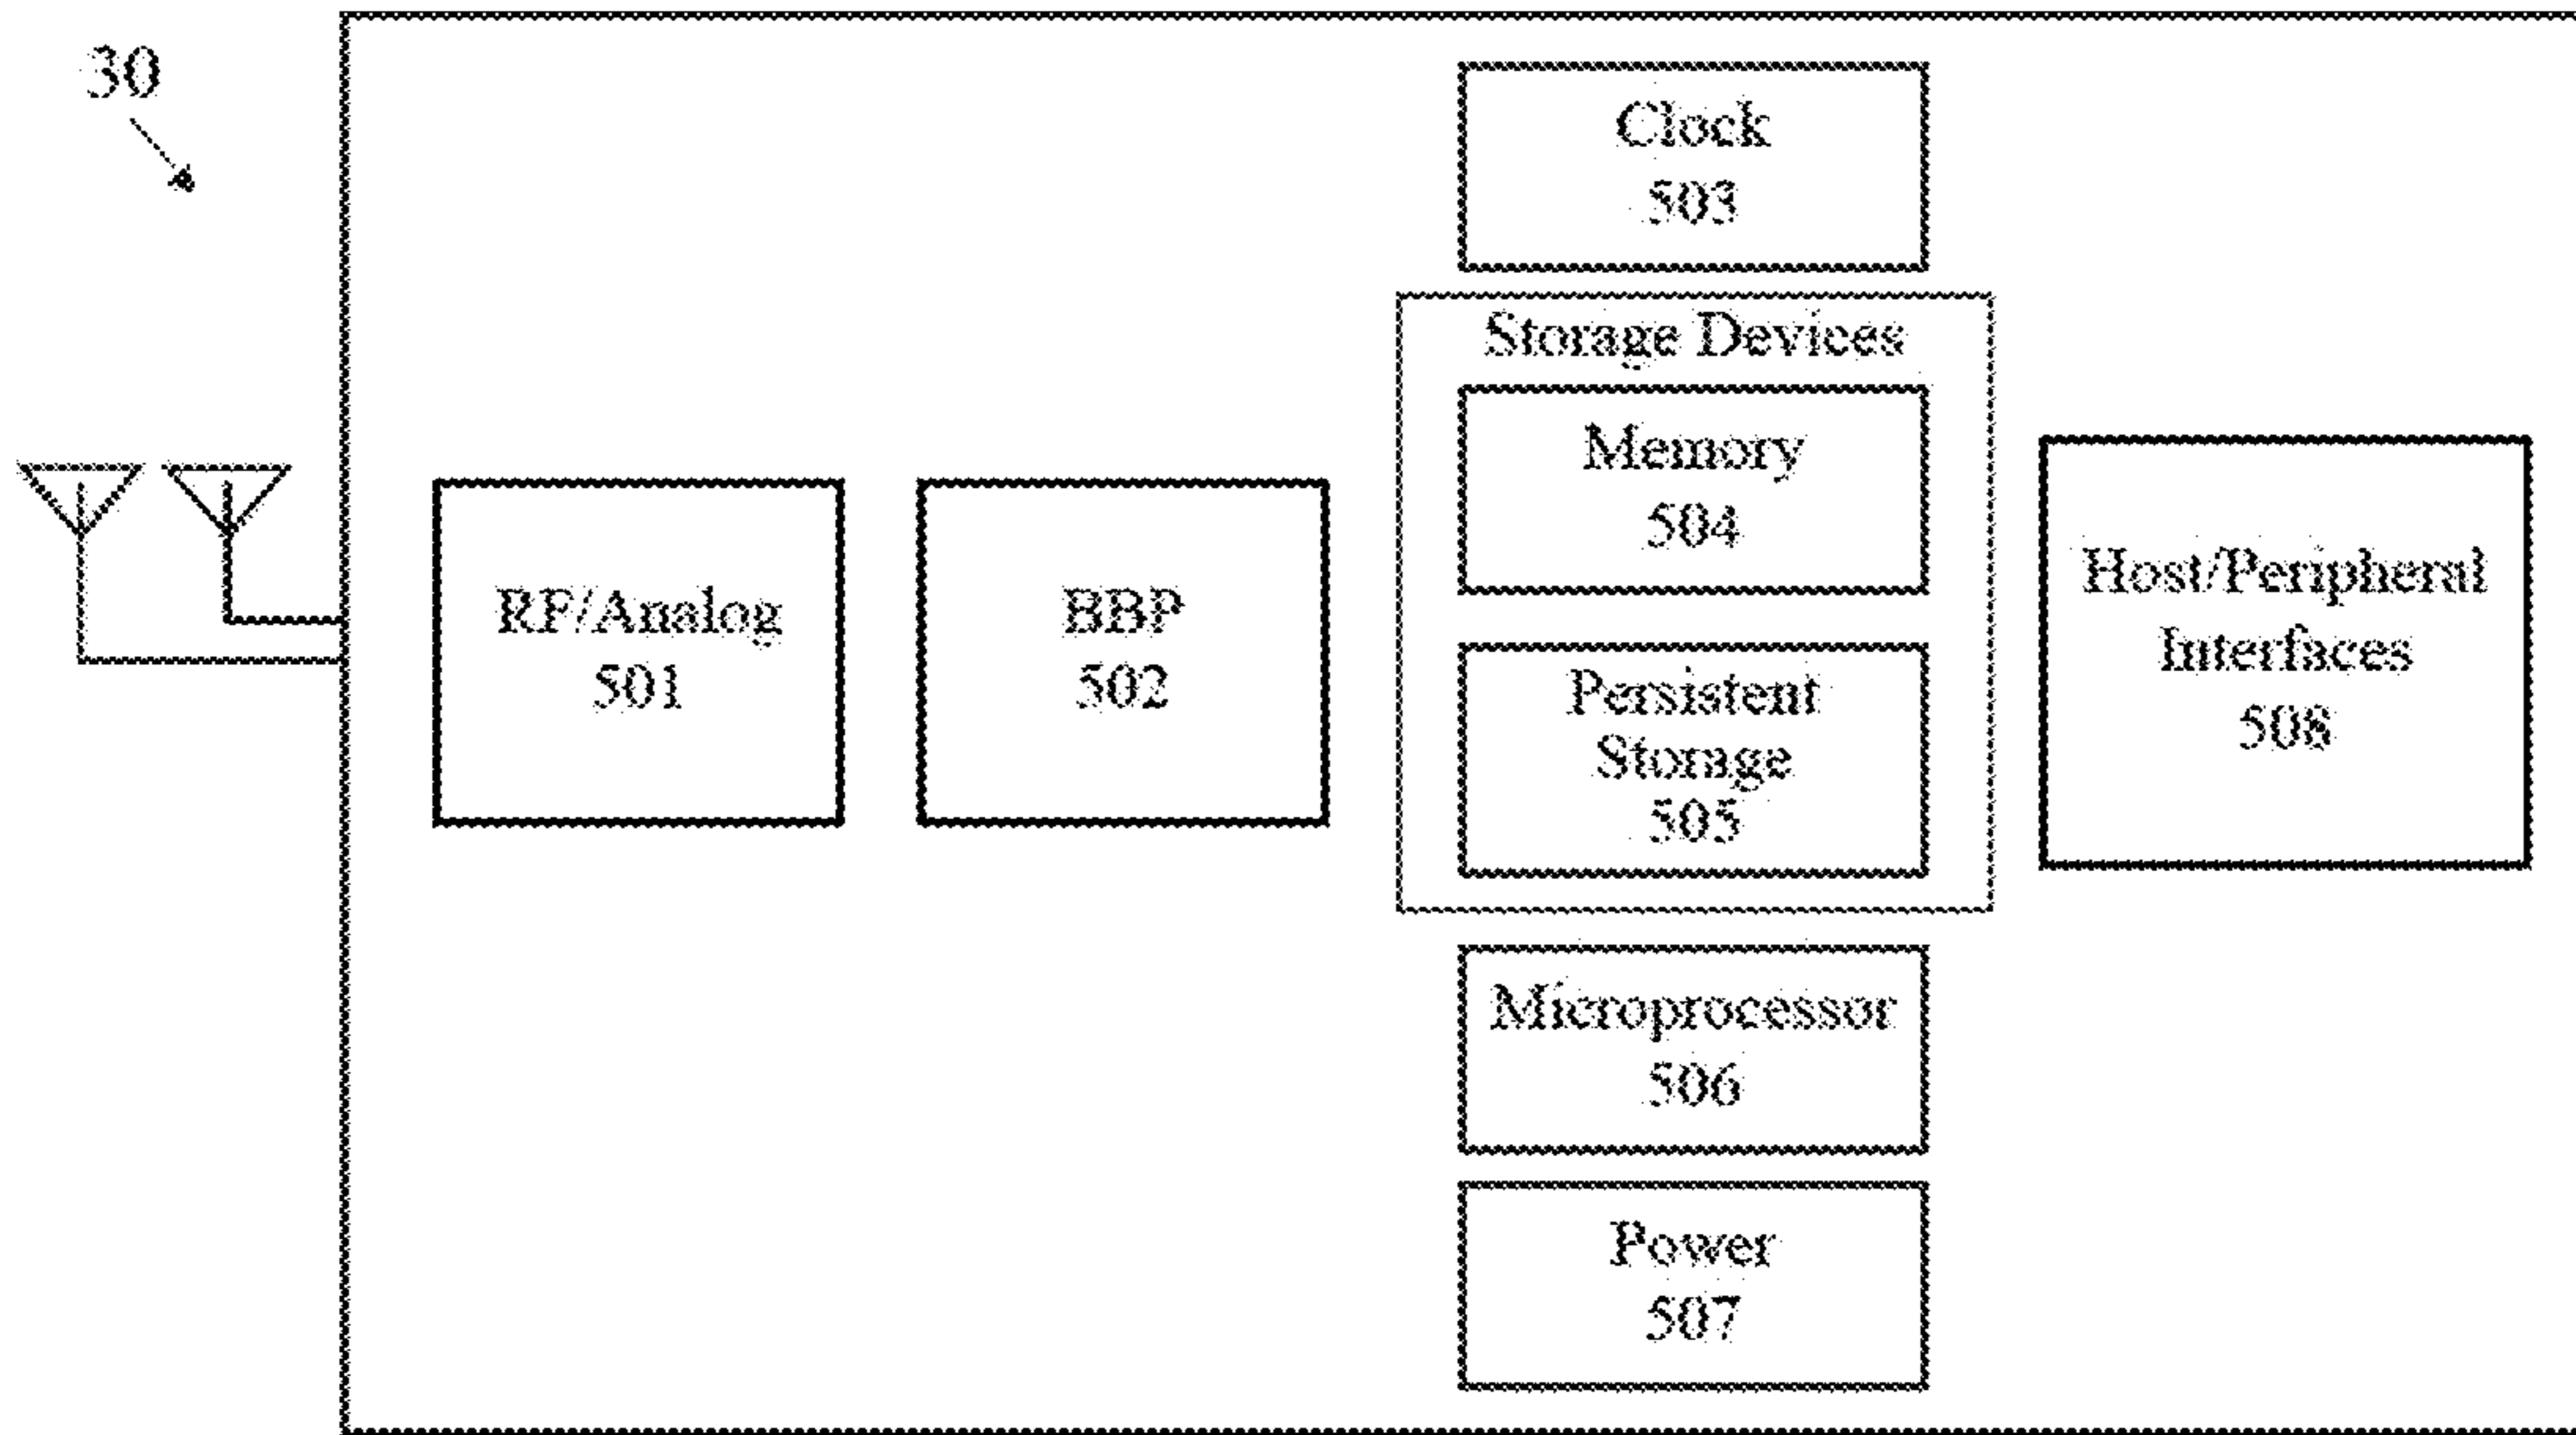 30
Clock
503
Storage Devices
Memory
504
Persistent
Storage
505
RF/Analog
501
BBP
502
Host/Peripheral
Interfaces
508
Microprocessor
506
Power
507